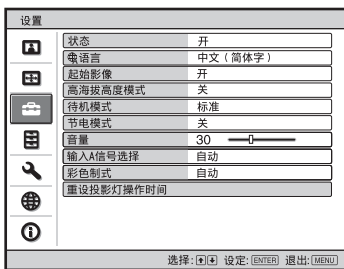 设置
状态 开
语言 中文（简体字）
起始影像 开
高海拔高度模式 关
待机模式 标准
节电模式 关
音量 30
输入A信号选择 自动
彩色制式 自动
重设投影灯操作时间
选择: 设定: ENTER 退出: MENU